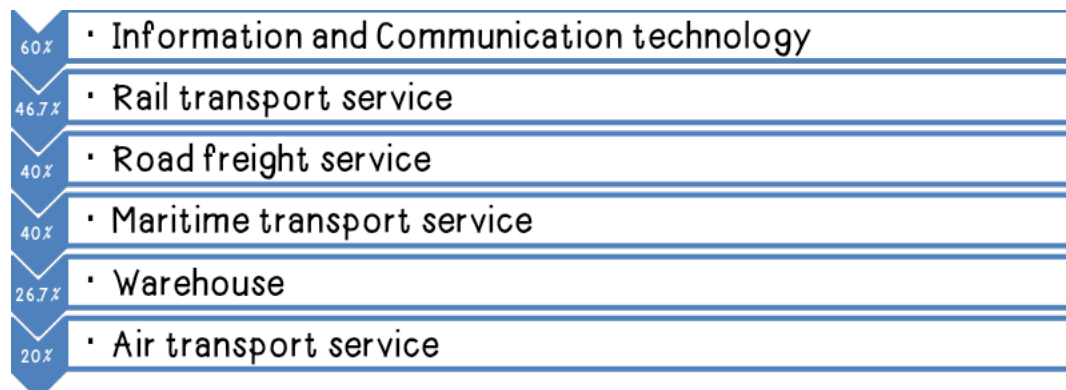 60%
· Information and Communication technology
46.7%
· Rail transport service
40%
· Road freight service
40%
· Maritime transport service
26.7%
· Warehouse
20%
· Air transport service